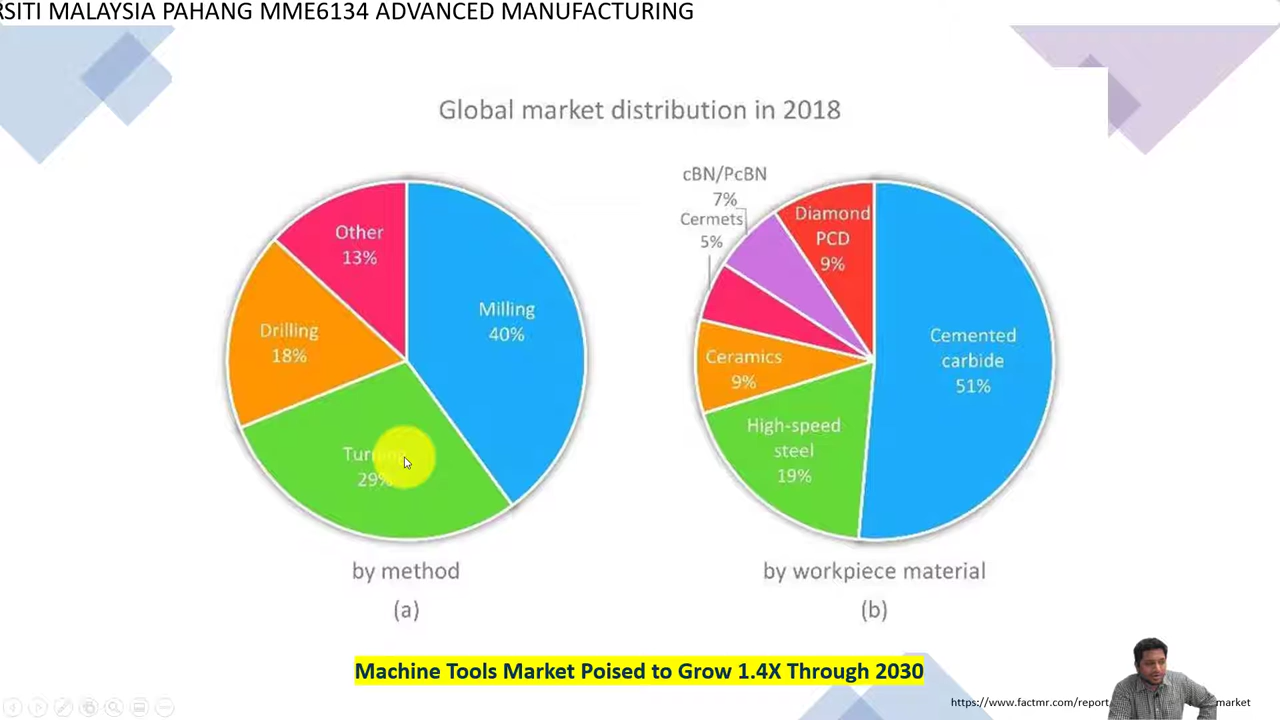 RSITI MALAYSIA PAHANG MME6134 ADVANCED MANUFACTURING
Global market distribution in 2018
Other
13%
Milling
40%
Drilling
18%
29%
by method
(a)
cBN/PcBN
7%
Cermets
5%
Diamond
PCD
9%
Cemented
carbide
51%
Ceramics
9%
High-speed
steel
19%
by workpiece material
(b)
Machine Tools Market Poised to Grow 1.4X Through 2030
https://www.factmr.com/report market